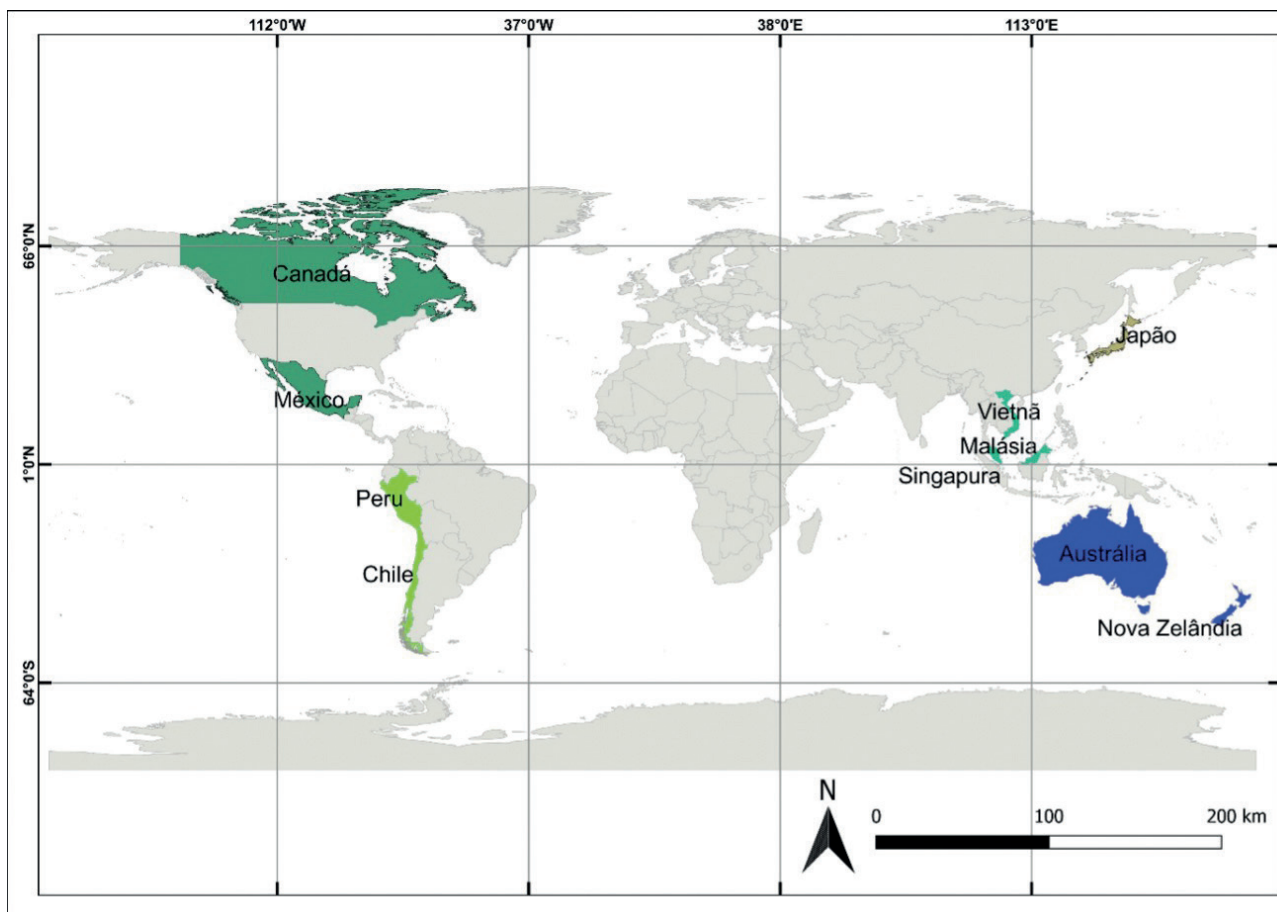 112°0'W 37°0'W 38°0'E 113°0'E
66°0'N
Canadá
Japão
México
Vietnã
Malásia
1°0'N
Singapura
Peru
Austrália
Chile
Nova Zelândia
64°0'S
N
0 100 200 km